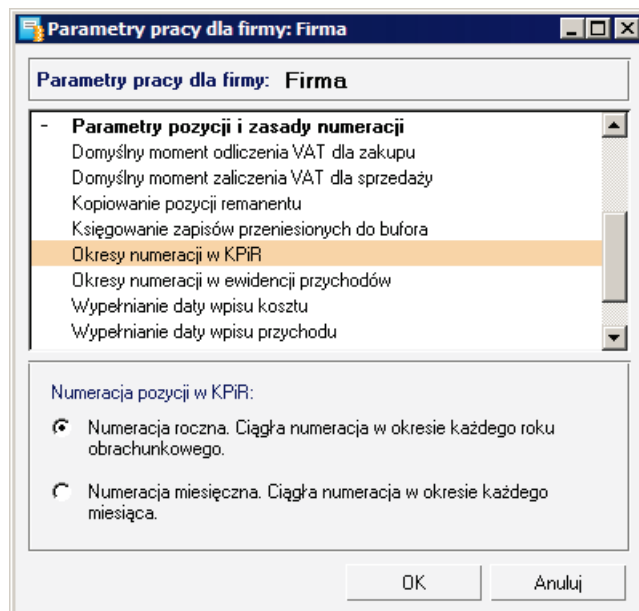 Parametry pracy dla firmy: Firma
Parametry pracy dla firmy: Firma
- Parametry pozycji i zasady numeracji
Domyślny moment odliczenia VAT dla zakupu
Domyślny moment zaliczenia VAT dla sprzedaży
Kopiowanie pozycji remanentu
Księgowanie zapisów przeniesionych do bufora
Okresy numeracji w KPiR
Okresy numeracji w ewidencji przychodów
Wypełnianie daty wpisu kosztu
Wypełnianie daty wpisu przychodu
Numeracja pozycji w KPiR:
Numeracja roczna. Ciągła numeracja w okresie każdego roku
obrachunkowego.
Numeracja miesięczna. Ciągła numeracja w okresie każdego
miesiąca.
OK Anuluj